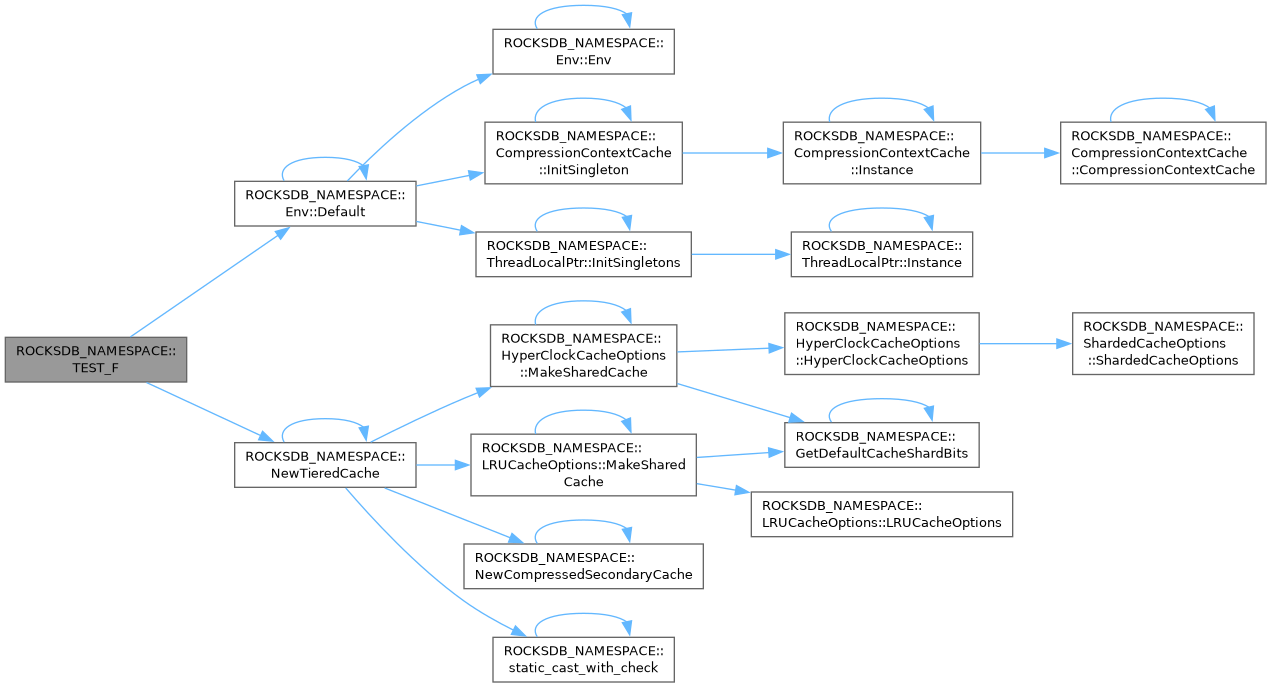 ROCKSDB_NAMESPACE::
TEST_F
ROCKSDB_NAMESPACE::
Env::Default
ROCKSDB_NAMESPACE::
Env::Env
ROCKSDB_NAMESPACE::
CompressionContextCache
::InitSingleton
ROCKSDB_NAMESPACE::
CompressionContextCache
::Instance
ROCKSDB_NAMESPACE::
CompressionContextCache
::CompressionContextCache
ROCKSDB_NAMESPACE::
ThreadLocalPtr::InitSingletons
ROCKSDB_NAMESPACE::
ThreadLocalPtr::Instance
ROCKSDB_NAMESPACE::
NewTieredCache
ROCKSDB_NAMESPACE::
HyperClockCacheOptions
::MakeSharedCache
ROCKSDB_NAMESPACE::
HyperClockCacheOptions
::HyperClockCacheOptions
ROCKSDB_NAMESPACE::
ShardedCacheOptions
::ShardedCacheOptions
ROCKSDB_NAMESPACE::
GetDefaultCacheShardBits
ROCKSDB_NAMESPACE::
LRUCacheOptions::MakeShared
Cache
ROCKSDB_NAMESPACE::
LRUCacheOptions::LRUCacheOptions
ROCKSDB_NAMESPACE::
NewCompressedSecondaryCache
ROCKSDB_NAMESPACE::
static_cast_with_check